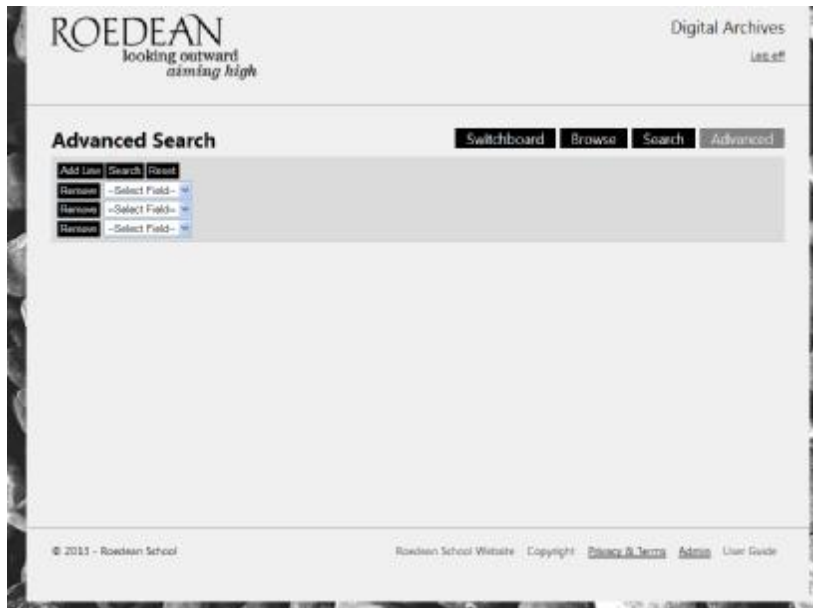 ROEDEAN
looking outward
aiming high
Digital Archives
Log off
Advanced Search
Switchboard Browse Search Advanced
Add Line Search Reset
Remove --Select Field--
Remove --Select Field--
Remove --Select Field--
© 2013 - Roedean School
Roedean School Website Copyright Privacy & Terms Admin User Guide